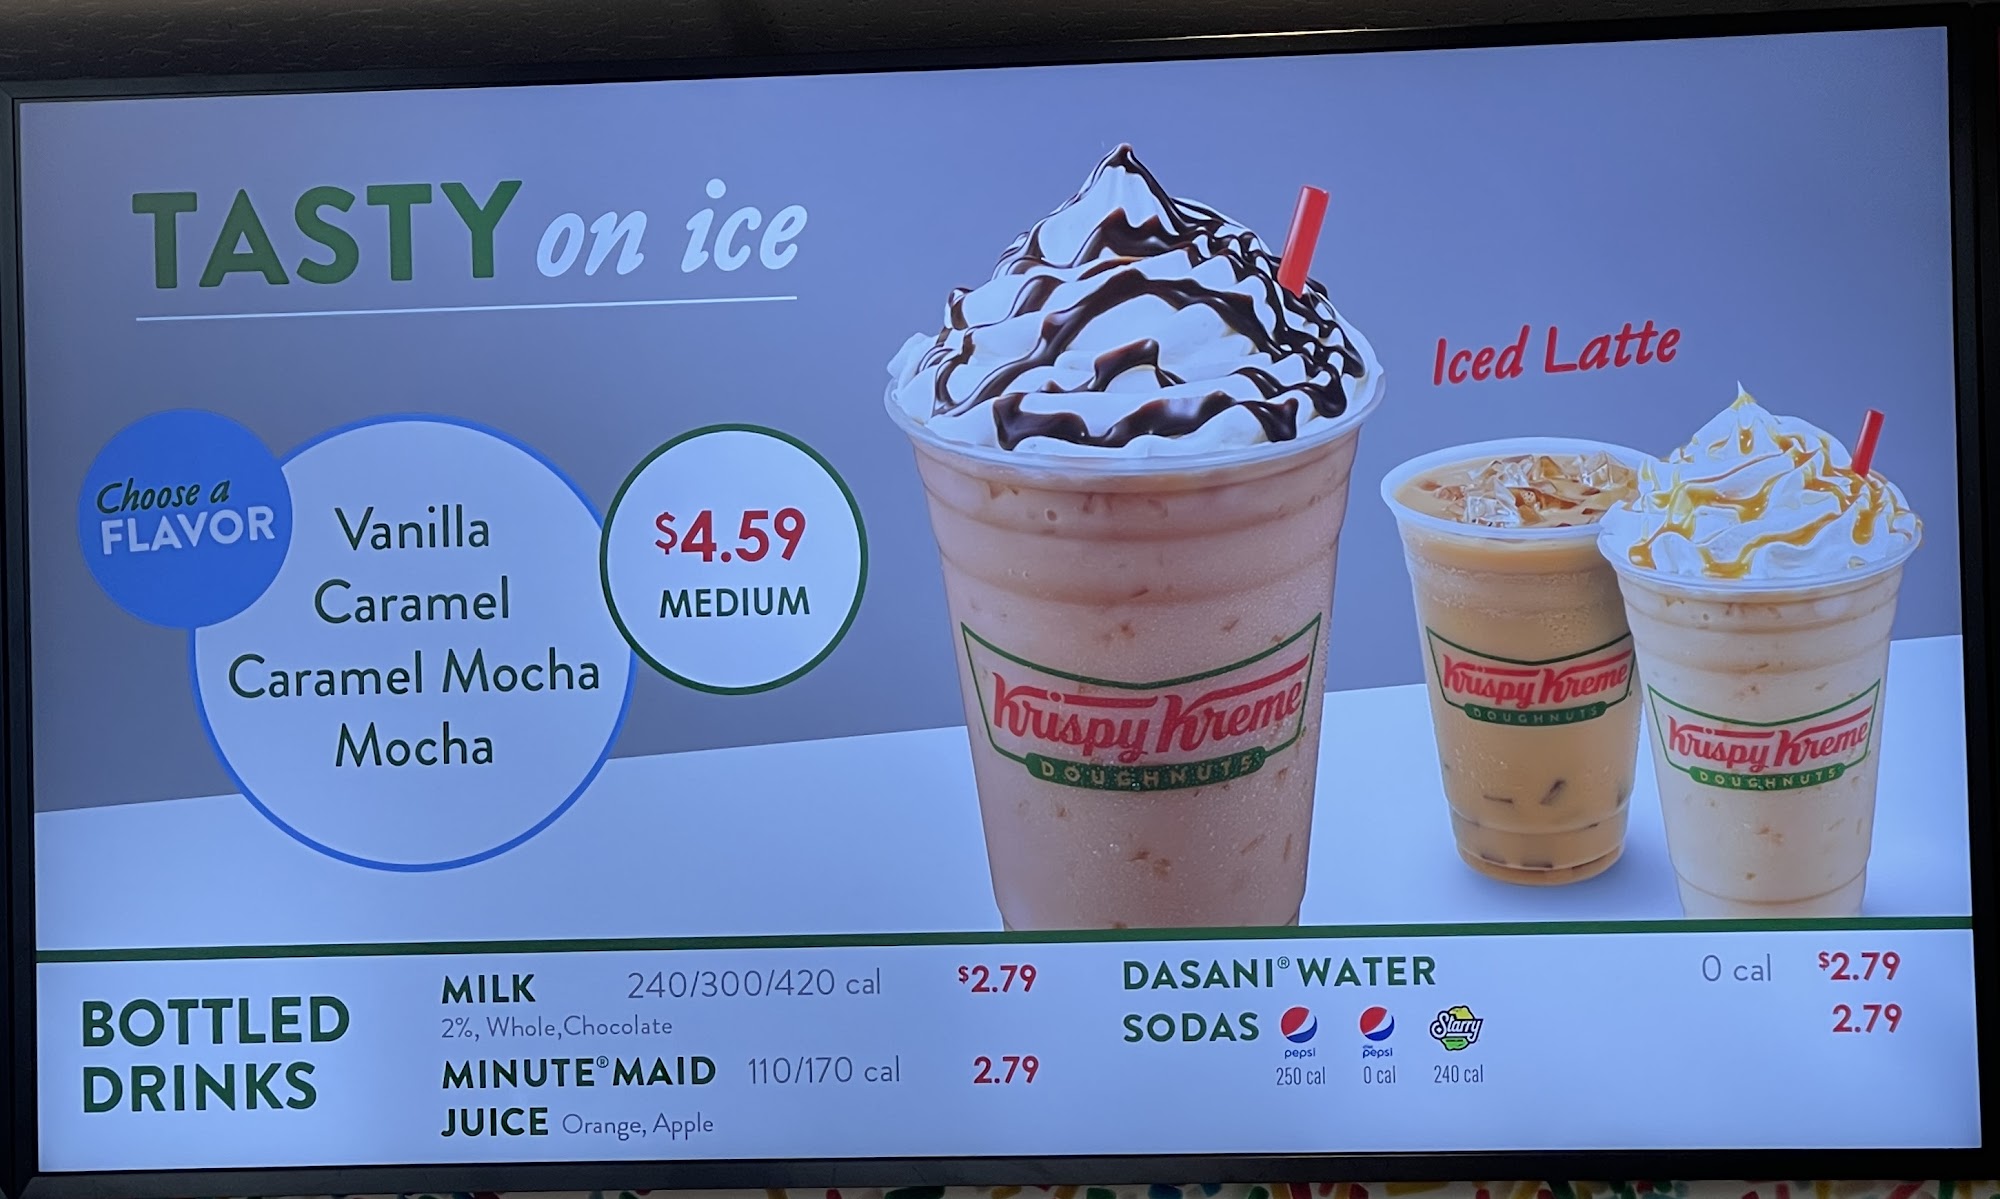 TASTY on ice
Choose a
FLAVOR
Vanilla
Caramel
Caramel Mocha
Mocha
$4.59
MEDIUM
Iced Latte
Krispy Kreme
DOUGHNUTS
Krispy Kreme
DOUGHNUTS
Krispy Kreme
DOUGHNUTS
BOTTLED
DRINKS
MILK 240/300/420 cal $2.79
2%, Whole,Chocolate
MINUTE® MAID 110/170 cal 2.79
JUICE Orange, Apple
DASANI® WATER 0 cal $2.79
SODAS 2.79
pepsi
250 cal
diet
pepsi
0 cal
Starry
240 cal